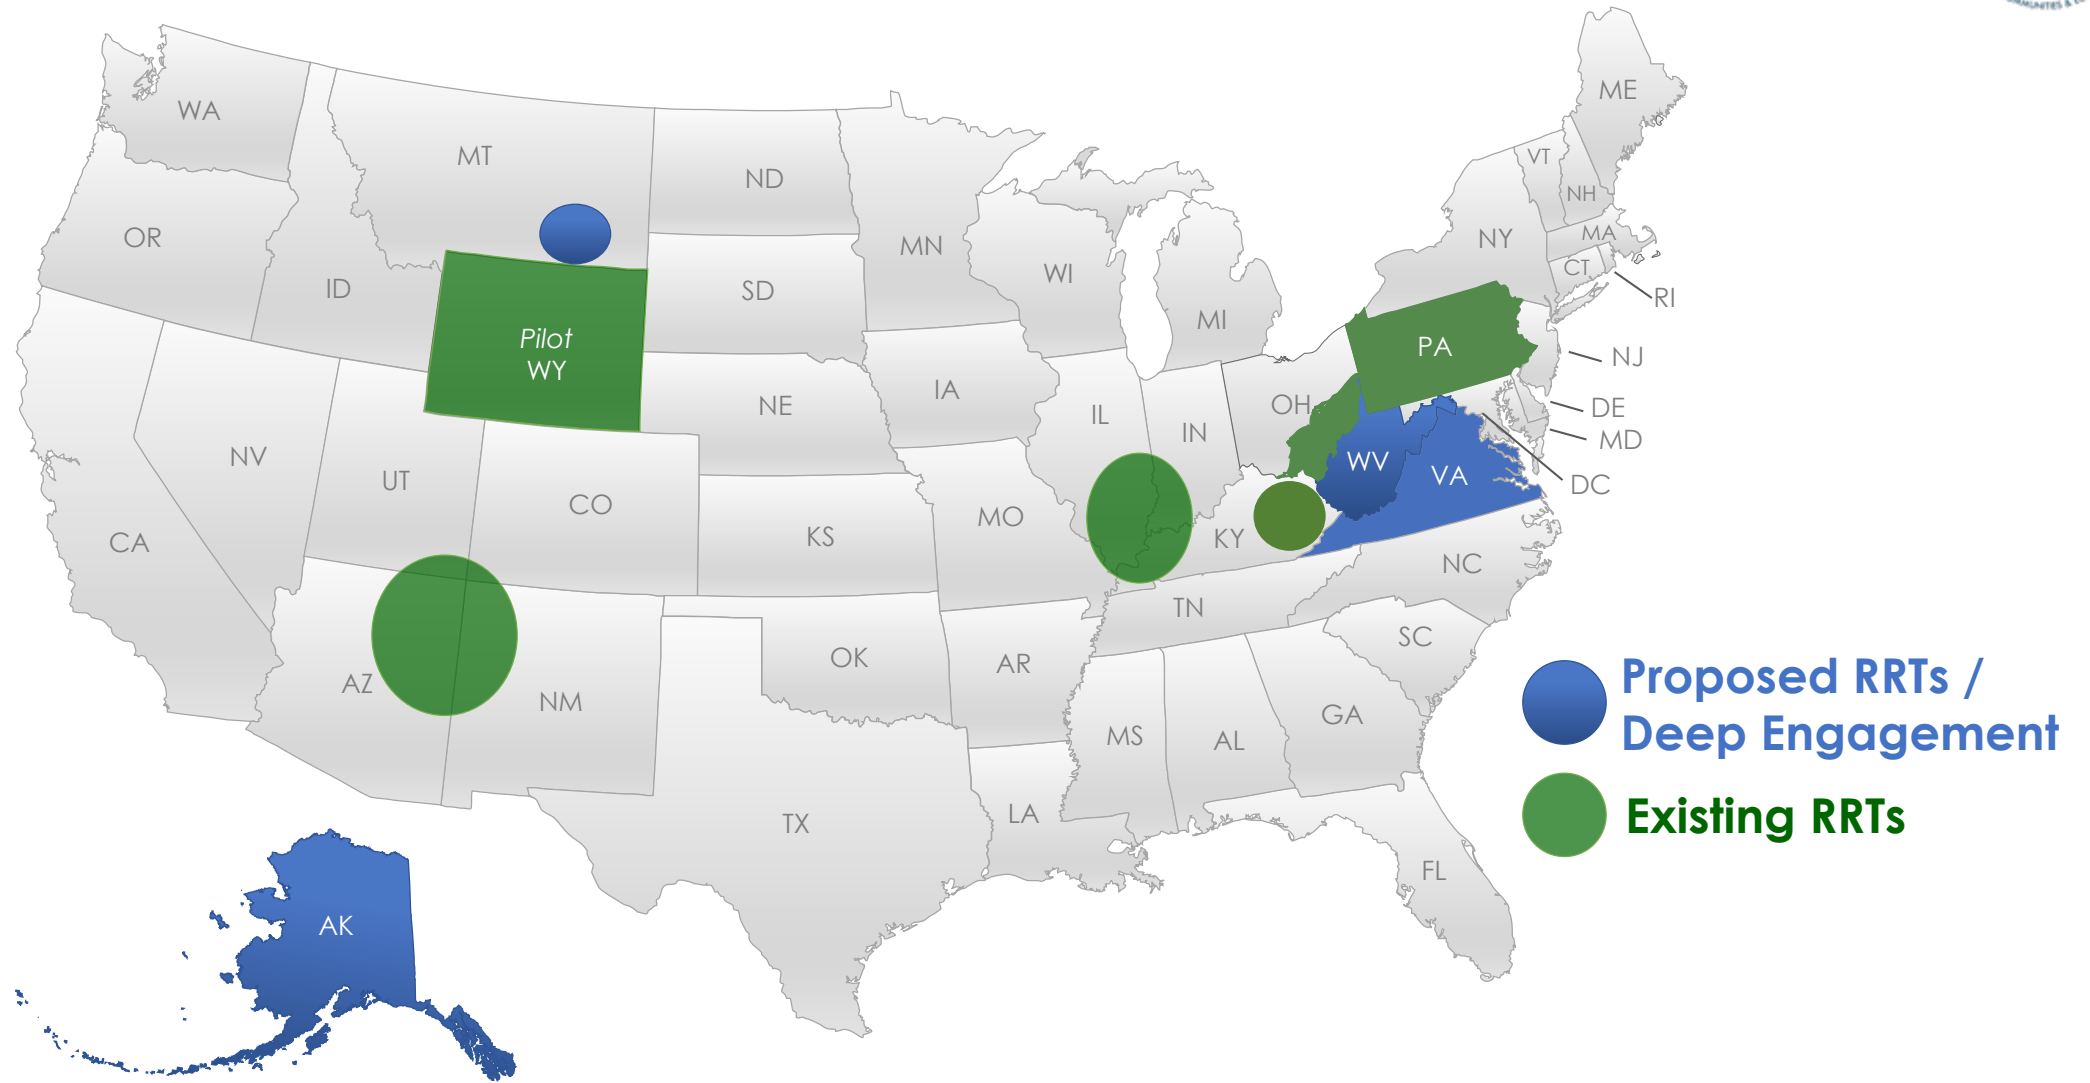 WA
MT
ND
MN
OR
ID
SD
WI
MI
ME
VT
NH
NY
MA
CT
RI
Pilot
WY
PA
NJ
NE
IA
IL
IN
OH
DE
MD
WV
VA
DC
NV
UT
CO
KS
MO
KY
CA
NC
TN
SC
AZ
NM
OK
AR
MS
AL
GA
TX
LA
FL
AK
Proposed RRTs /
Deep Engagement
Existing RRTs